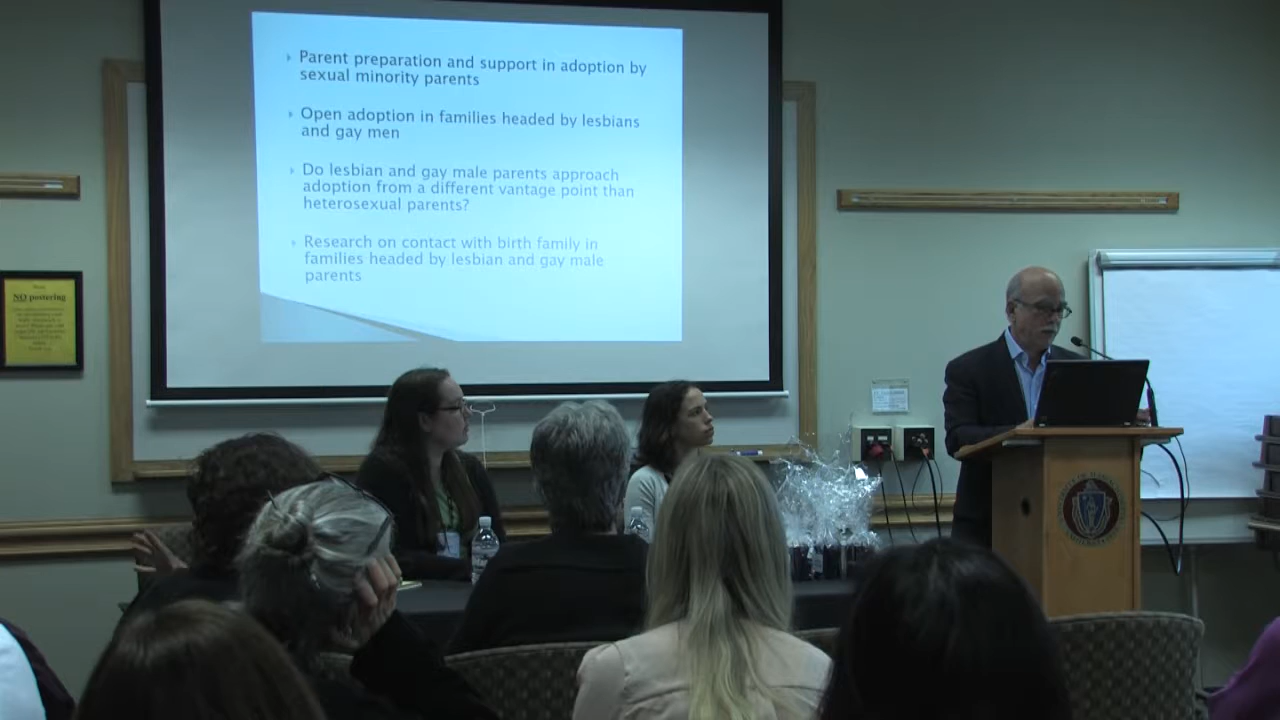 Parent preparation and support in adoption by
sexual minority parents
Open adoption in families headed by lesbians
and gay men
Do lesbian and gay male parents approach
adoption from a different vantage point than
heterosexual parents?
Research on contact with birth family in
families headed by lesbian and gay male
parents
NO postering